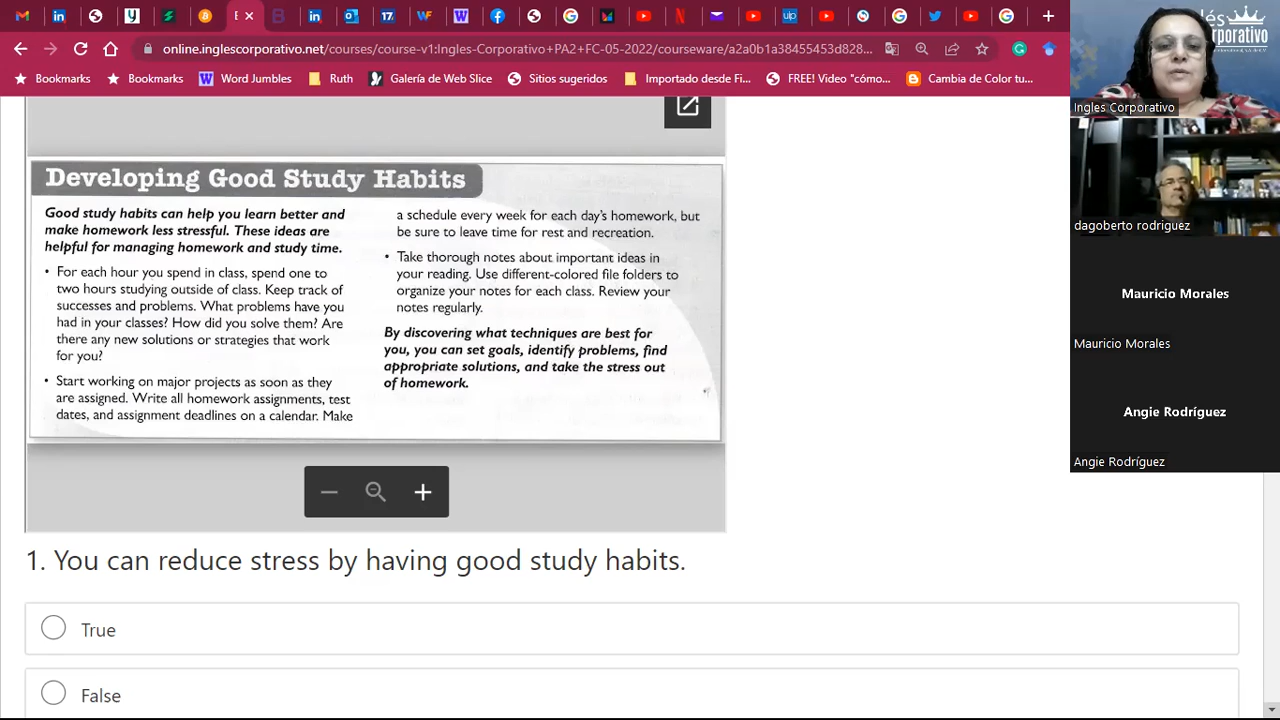 online.inglescorporativo.net/courses/course-v1:Ingles-Corporativo+PA2+FC-05-2022/courseware/a2a0b1a38455453d828...
Bookmarks
Bookmarks
Word Jumbles
Ruth
Galería de Web Slice
Sitios sugeridos
Importado desde Fi...
FREE! Video "cómo...
Cambia de Color tu...
Ingles Corporativo
dagoberto rodriguez
Mauricio Morales
Mauricio Morales
Angie Rodríguez
Angie Rodríguez
Developing Good Study Habits
Good study habits can help you learn better and
make homework less stressful. These ideas are
helpful for managing homework and study time.
• For each hour you spend in class, spend one to
two hours studying outside of class. Keep track of
successes and problems. What problems have you
had in your classes? How did you solve them? Are
there any new solutions or strategies that work
for you?
• Start working on major projects as soon as they
are assigned. Write all homework assignments, test
dates, and assignment deadlines on a calendar. Make
a schedule every week for each day's homework, but
be sure to leave time for rest and recreation.
• Take thorough notes about important ideas in
your reading. Use different-colored file folders to
organize your notes for each class. Review your
notes regularly.
By discovering what techniques are best for
you, you can set goals, identify problems, find
appropriate solutions, and take the stress out
of homework.
1. You can reduce stress by having good study habits.
True
False